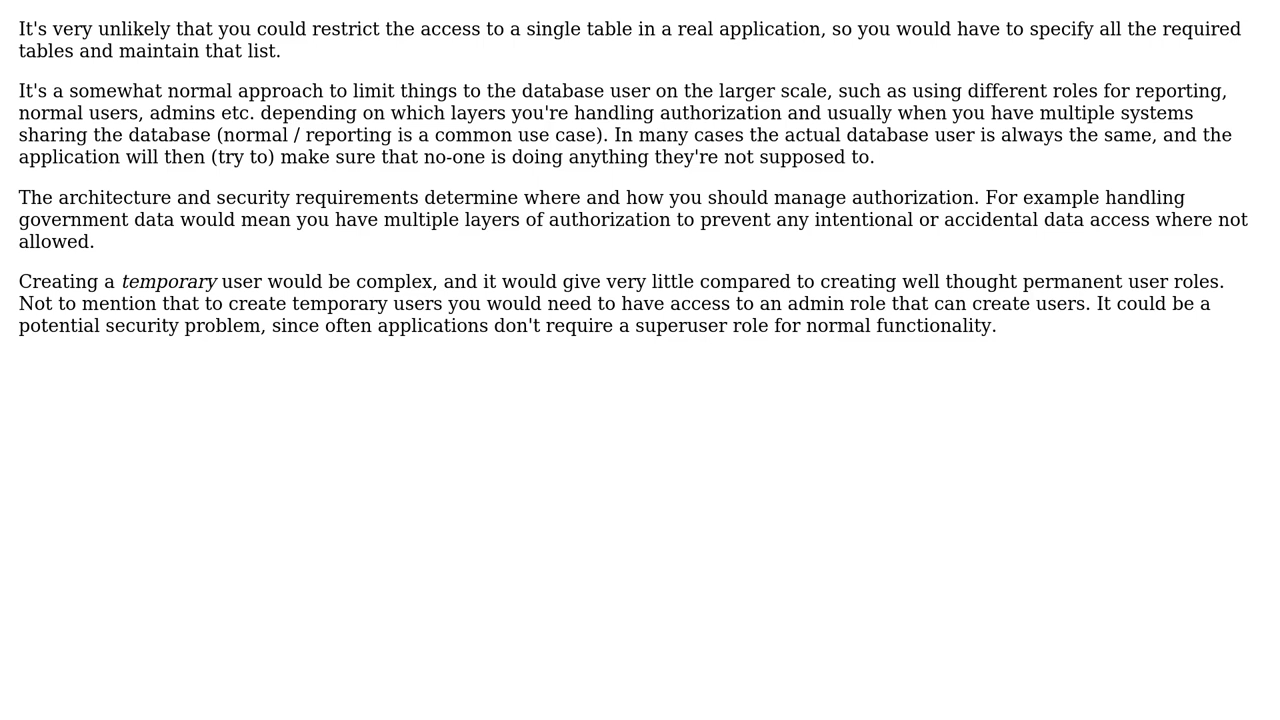 It's very unlikely that you could restrict the access to a single table in a real application, so you would have to specify all the required
tables and maintain that list.
It's a somewhat normal approach to limit things to the database user on the larger scale, such as using different roles for reporting,
normal users, admins etc. depending on which layers you're handling authorization and usually when you have multiple systems
sharing the database (normal / reporting is a common use case). In many cases the actual database user is always the same, and the
application will then (try to) make sure that no-one is doing anything they're not supposed to.
The architecture and security requirements determine where and how you should manage authorization. For example handling
government data would mean you have multiple layers of authorization to prevent any intentional or accidental data access where not
allowed.
Creating a temporary user would be complex, and it would give very little compared to creating well thought permanent user roles.
Not to mention that to create temporary users you would need to have access to an admin role that can create users. It could be a
potential security problem, since often applications don't require a superuser role for normal functionality.